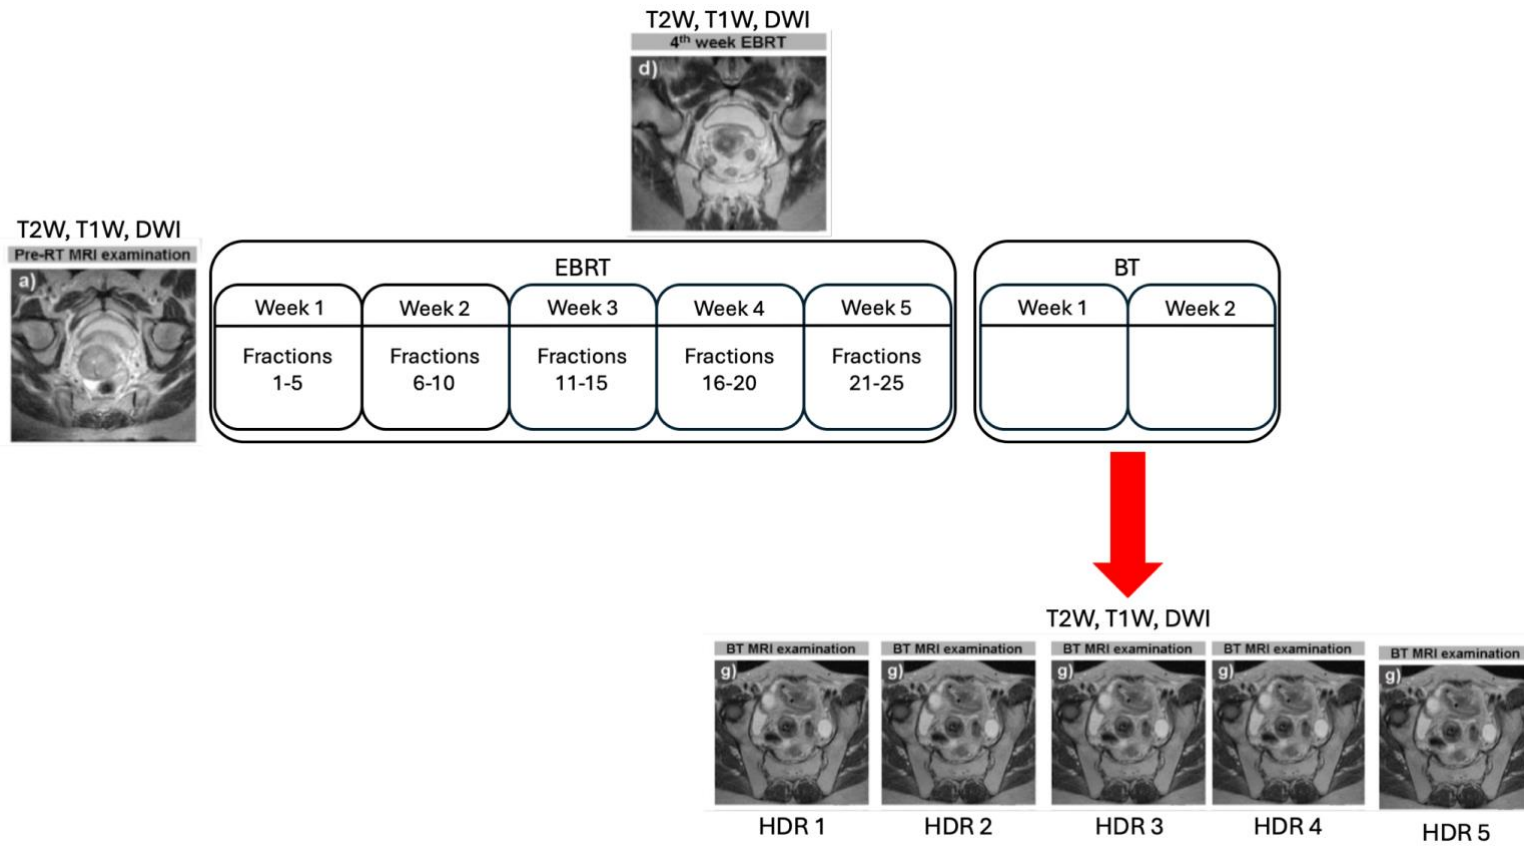 T2W, T1W, DWI
4th week EBRT
d)
T2W, T1W, DWI
Pre-RT MRI examination
a)
EBRT
Week 1
Week 2
Week 3
Week 4
Week 5
Fractions
1-5
Fractions
6-10
Fractions
11-15
Fractions
16-20
Fractions
21-25
BT
Week 1
Week 2
T2W, T1W, DWI
BT MRI examination
BT MRI examination
BT MRI examination
BT MRI examination
BT MRI examination
g)
g)
g)
g)
g)
HDR 1
HDR 2
HDR 3
HDR 4
HDR 5